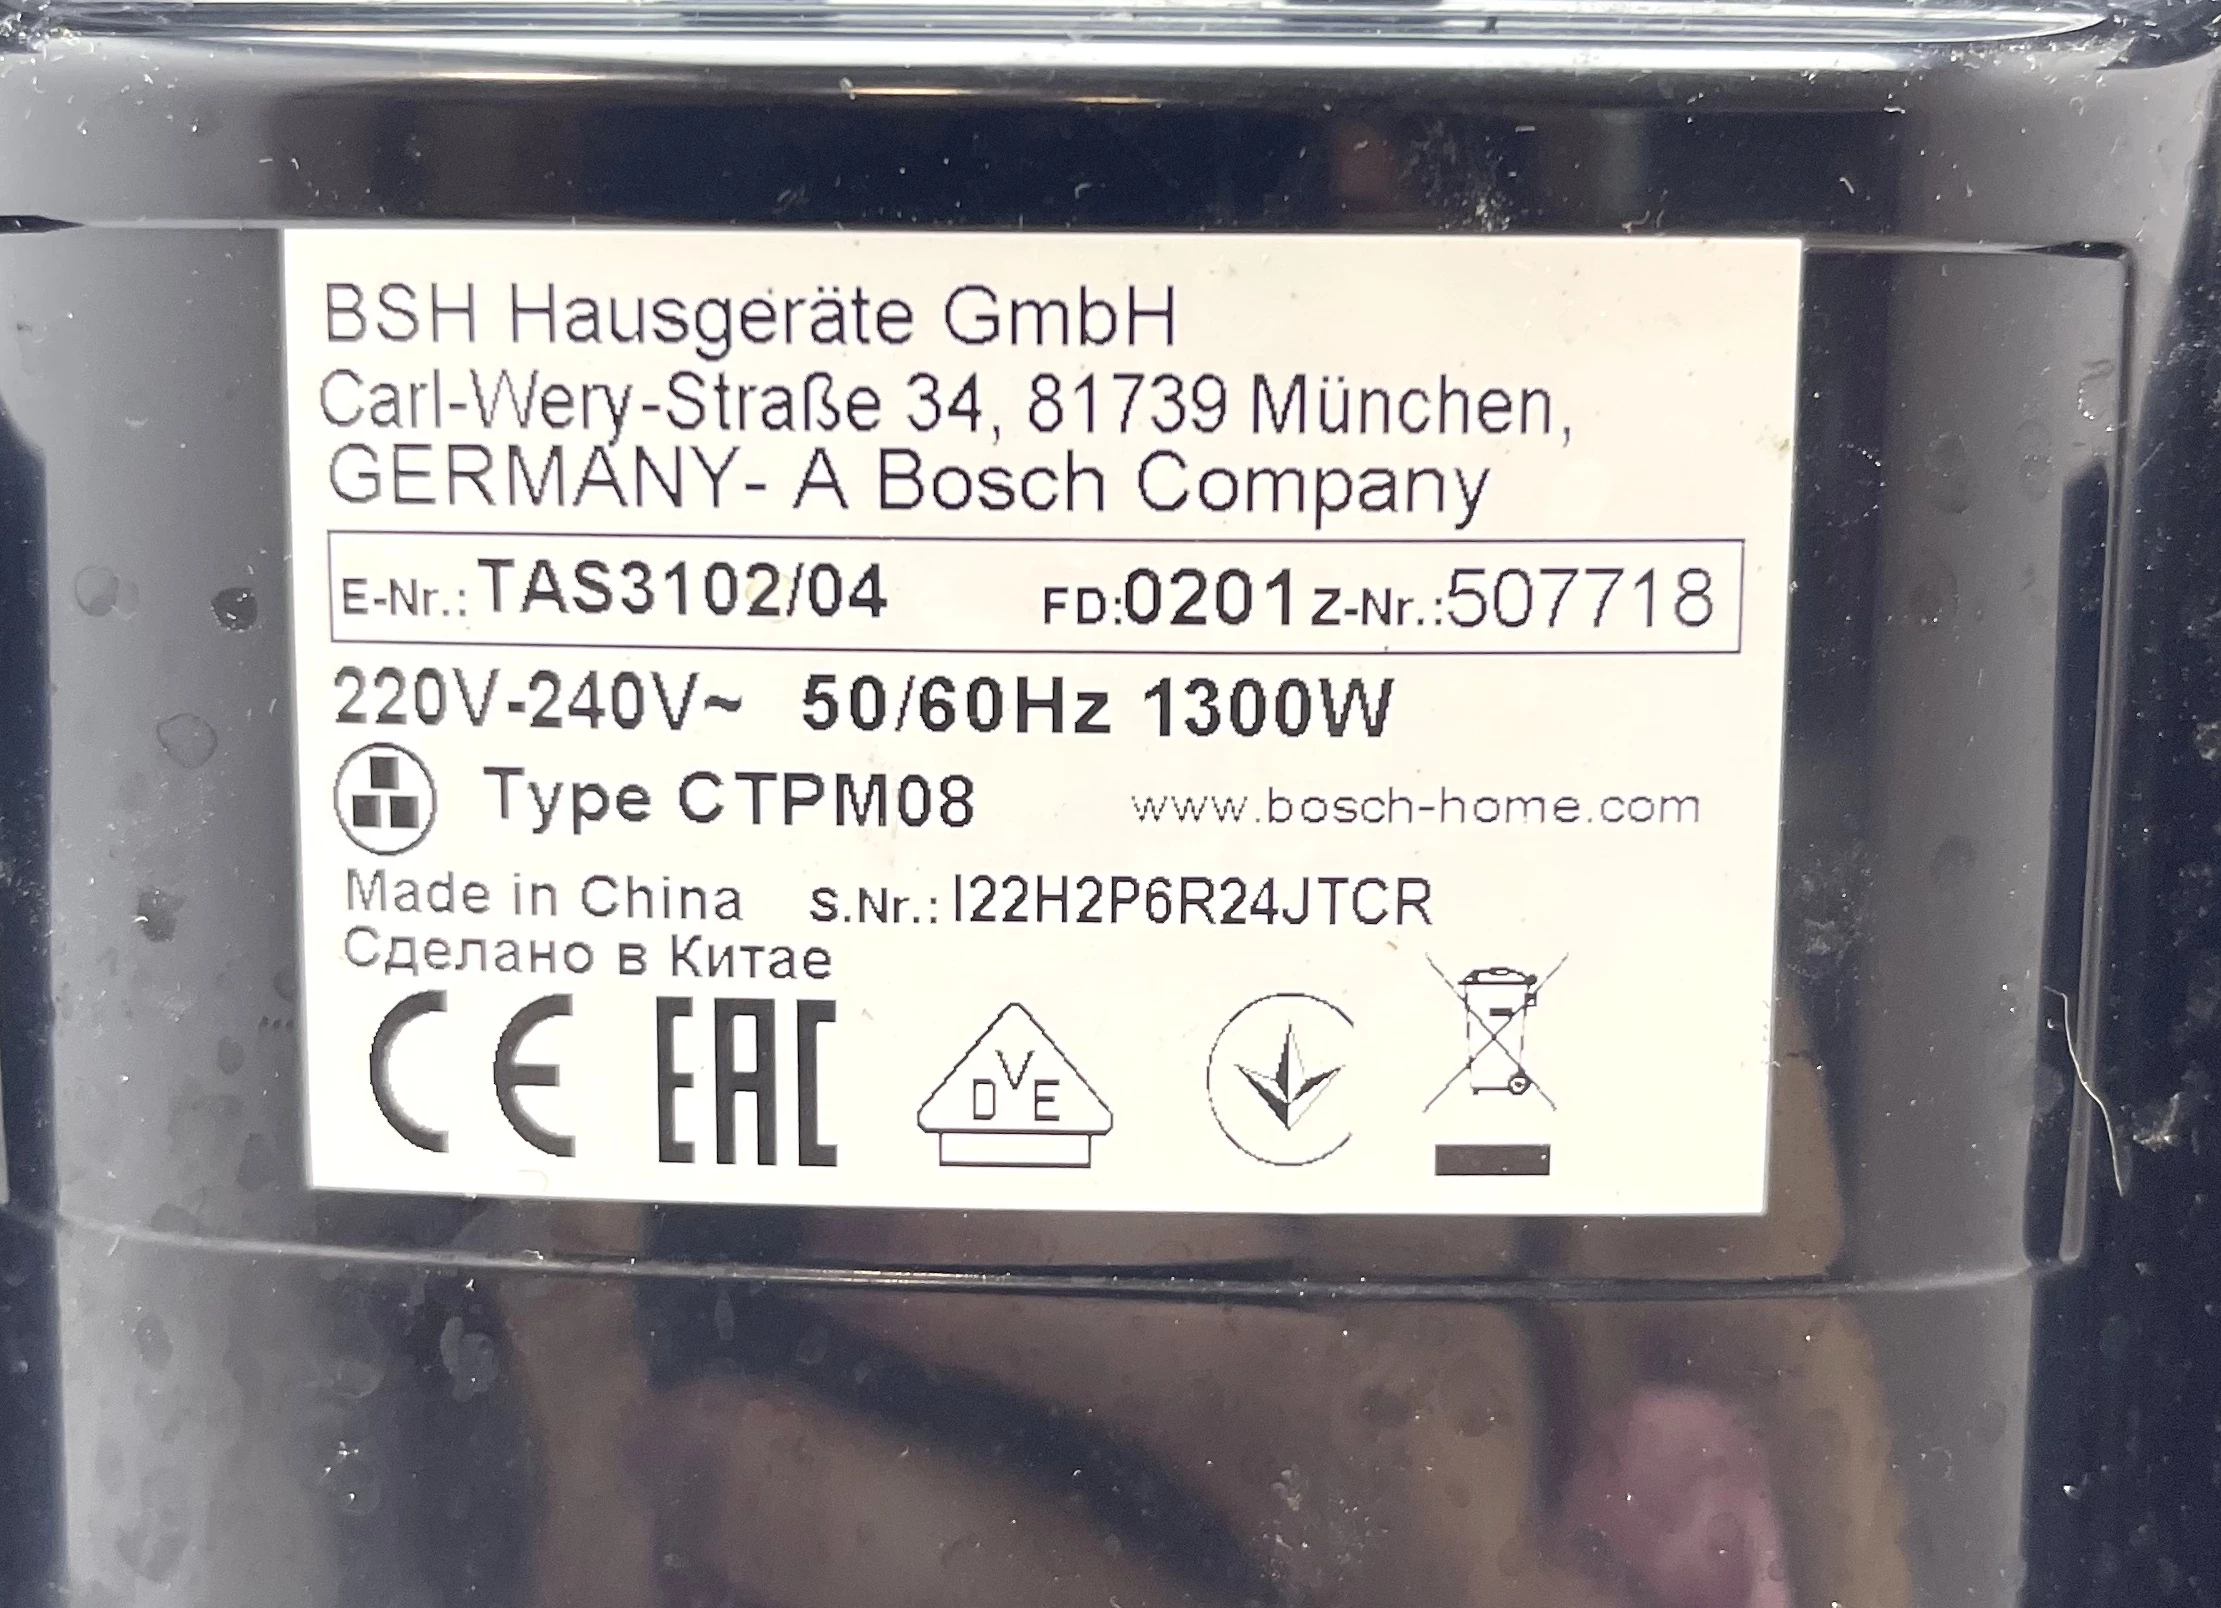 BSH Hausgeräte GmbH
Carl-Wery-Straße 34, 81739 München,
GERMANY- A Bosch Company
E-Nr.: TAS3102/04 FD:0201 Z-Nr.:507718
220V-240V~ 50/60Hz 1300W
Type CTPM08 www.bosch-home.com
Made in China S.Nr.: I22H2P6R24JTCR
Сделано в Китае
CE EAC DVE